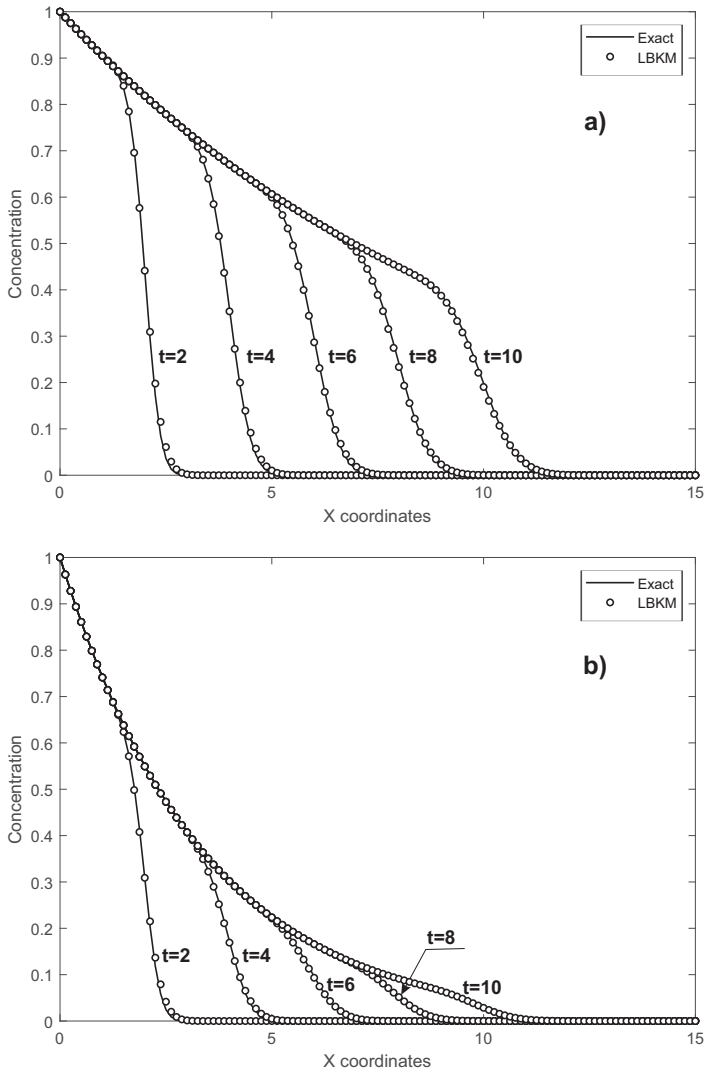 1
0.9
0.8
0.7
0.6
0.5
0.4
0.3
0.2
0.1
0
Concentration
Exact
LBKM
a)
t=2
t=4
t=6
t=8
t=10
0
5
10
15
X coordinates
1
0.9
0.8
0.7
0.6
0.5
0.4
0.3
0.2
0.1
0
Concentration
Exact
LBKM
b)
t=2
t=4
t=6
t=8
t=10
0
5
10
15
X coordinates